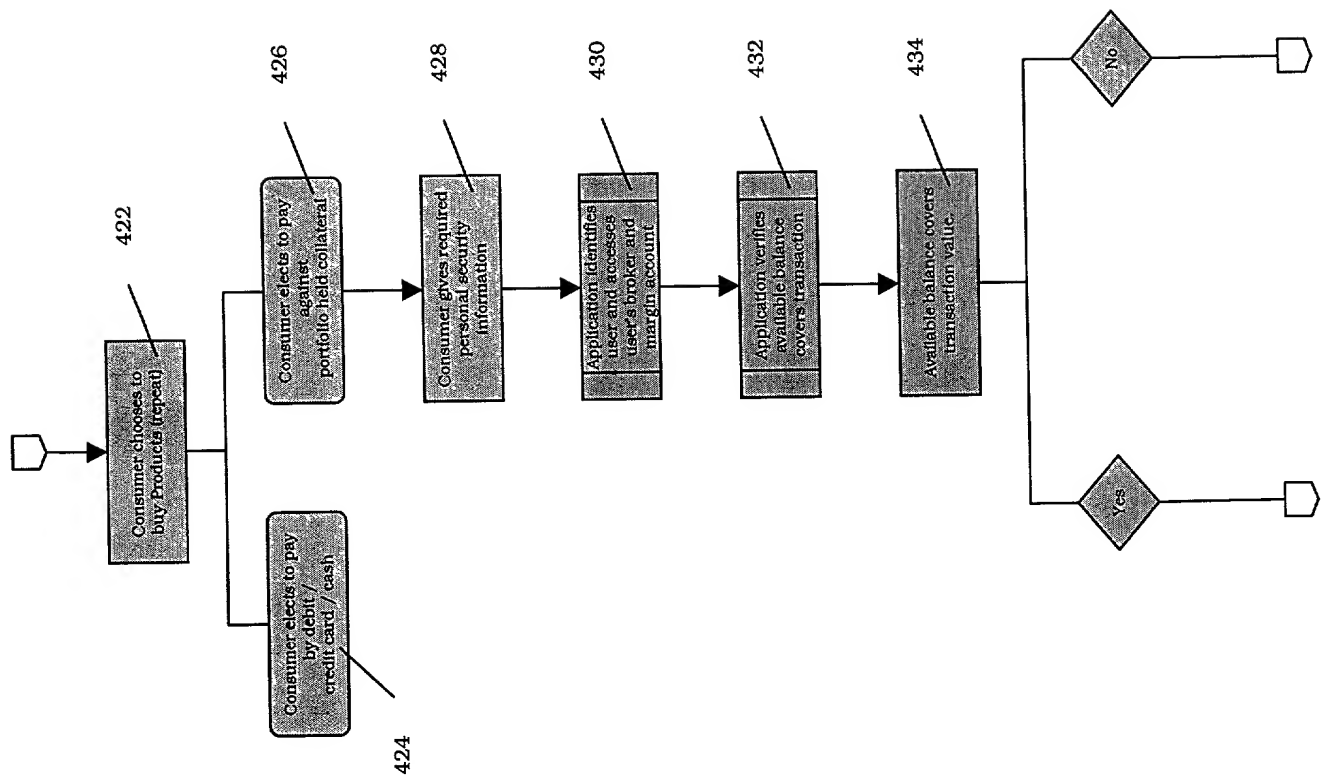 422
Consumer chooses to
buy Products (repeat)
424
Consumer elects to pay
by debit /
credit card / cash
426
Consumer elects to pay
against
portfolio held collateral
428
Consumer gives required
personal security
information
430
Application identifies
user and accesses
user's broker and
margin account
432
Application verifies
available balance
covers transaction
434
Available balance covers
transaction value.
Yes
No